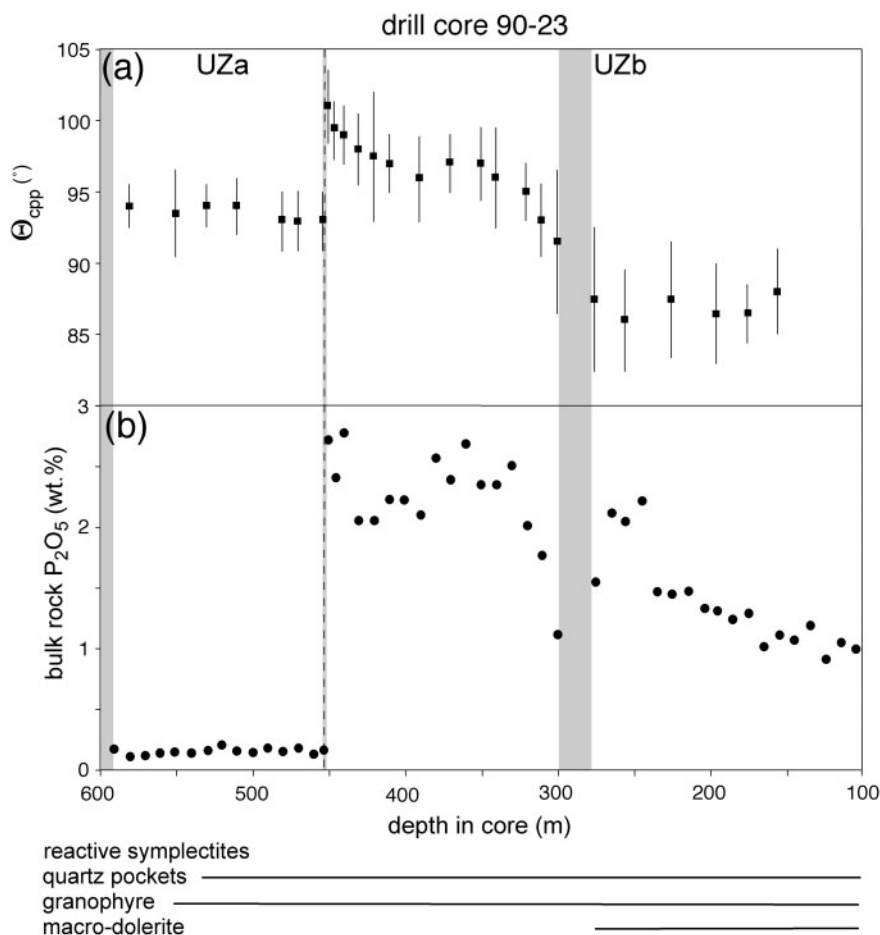 drill core 90-23
(a)
UZa
UZb
105
100
95
90
85
Θcpp (°)
(b)
3
2
1
0
bulk rock P₂O₅ (wt.%)
600 500 400 300 200 100
depth in core (m)
reactive symplectites
quartz pockets
granophyre
macro-dolerite